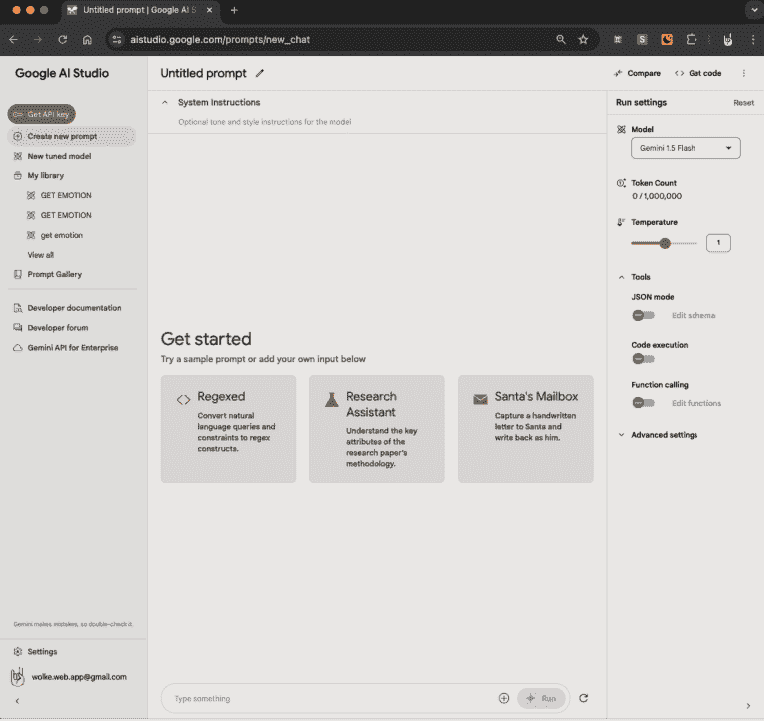 Untitled prompt | Google AI S
aistudio.google.com/prompts/new_chat
Google AI Studio
Get API key
Create new prompt
New tuned model
My library
GET EMOTION
GET EMOTION
get emotion
View all
Prompt Gallery
Developer documentation
Developer forum
Gemini API for Enterprise
Gemini makes mistakes, so double-check it
Settings
wolke.web.app@gmail.com
Untitled prompt
Compare
Get code
System Instructions
Optional tone and style instructions for the model
Get started
Try a sample prompt or add your own input below
Regexed
Convert natural
language queries and
constraints to regex
constructs.
Research
Assistant
Understand the key
attributes of the
research paper's
methodology.
Santa's Mailbox
Capture a handwritten
letter to Santa and
write back as him.
Type something
Run
Run settings
Reset
Model
Gemini 1.5 Flash
Token Count
0 / 1,000,000
Temperature
1
Tools
JSON mode
Edit schema
Code execution
Function calling
Edit functions
Advanced settings